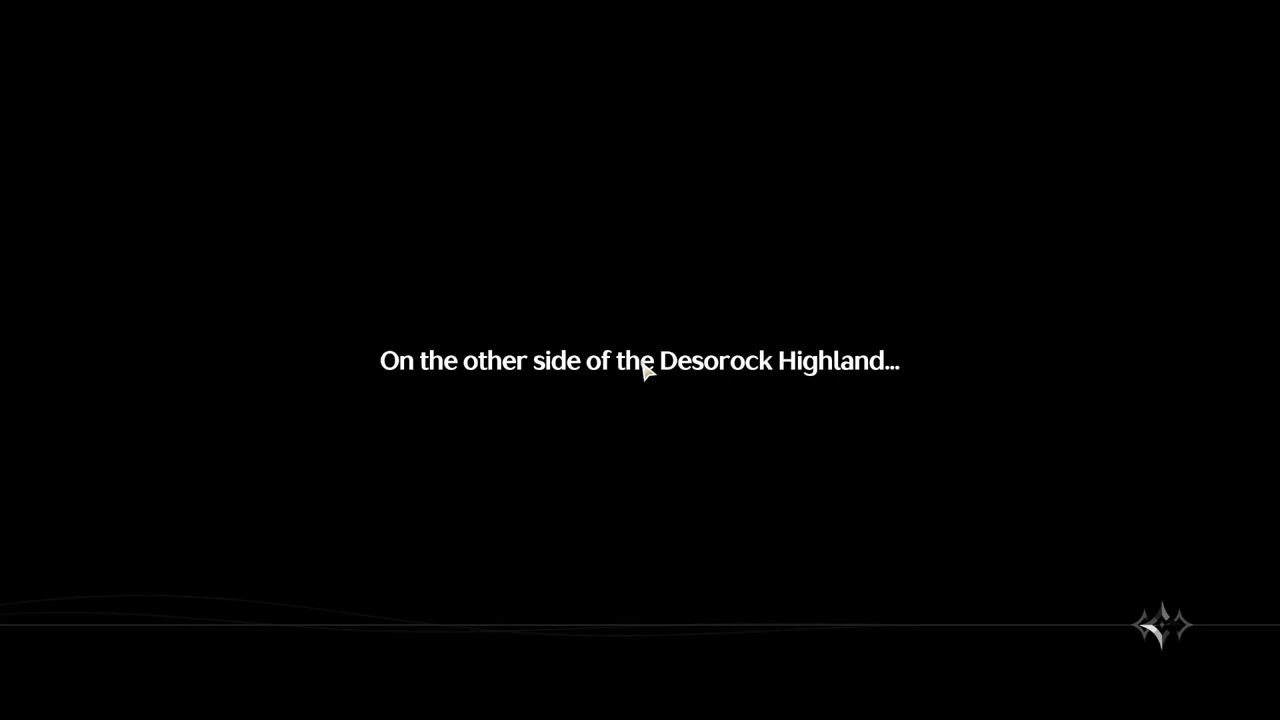 On the other side of the Desorock Highland...